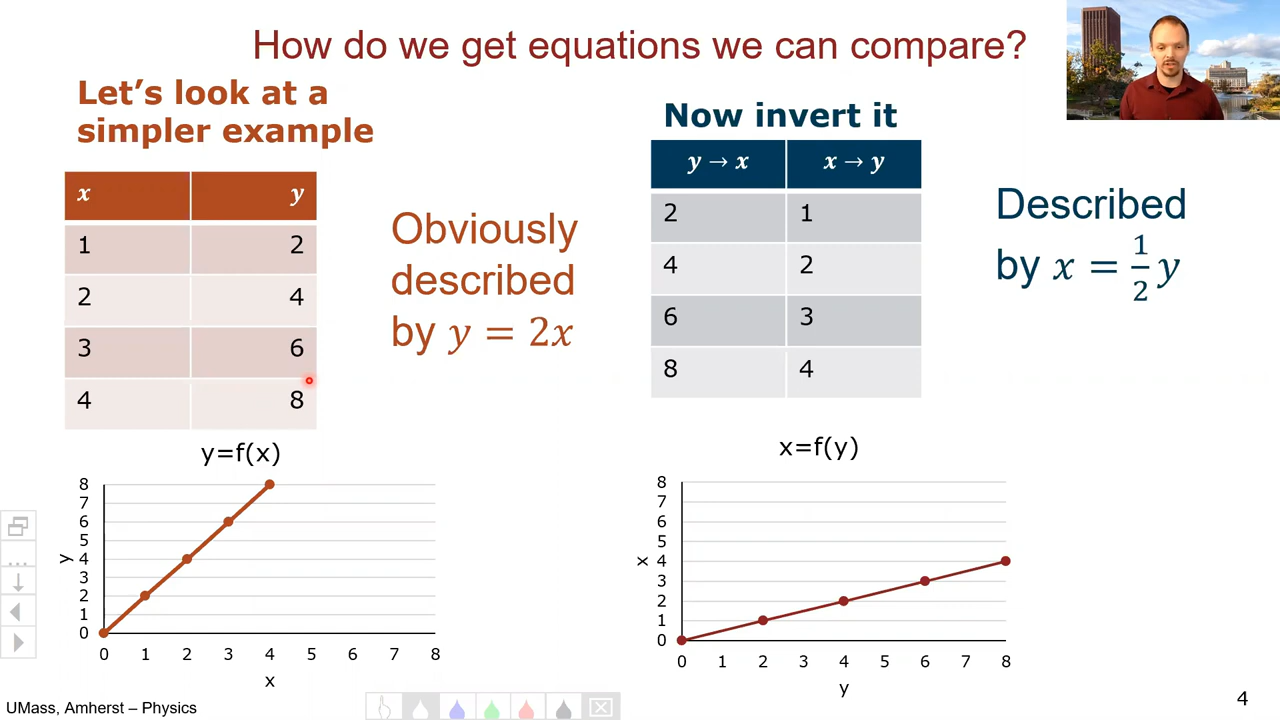 How do we get equations we can compare?
Let's look at a
simpler example
x y
1 2
2 4
3 6
4 8
Obviously
described
by y = 2x
Now invert it
y → x x → y
2 1
4 2
6 3
8 4
Described
by x = 1/2 y
y=f(x)
8
7
6
5
4
3
2
1
0
y
0 1 2 3 4 5 6 7 8
x
x=f(y)
8
7
6
5
4
3
2
1
0
x
0 1 2 3 4 5 6 7 8
y
...
UMass, Amherst – Physics
4